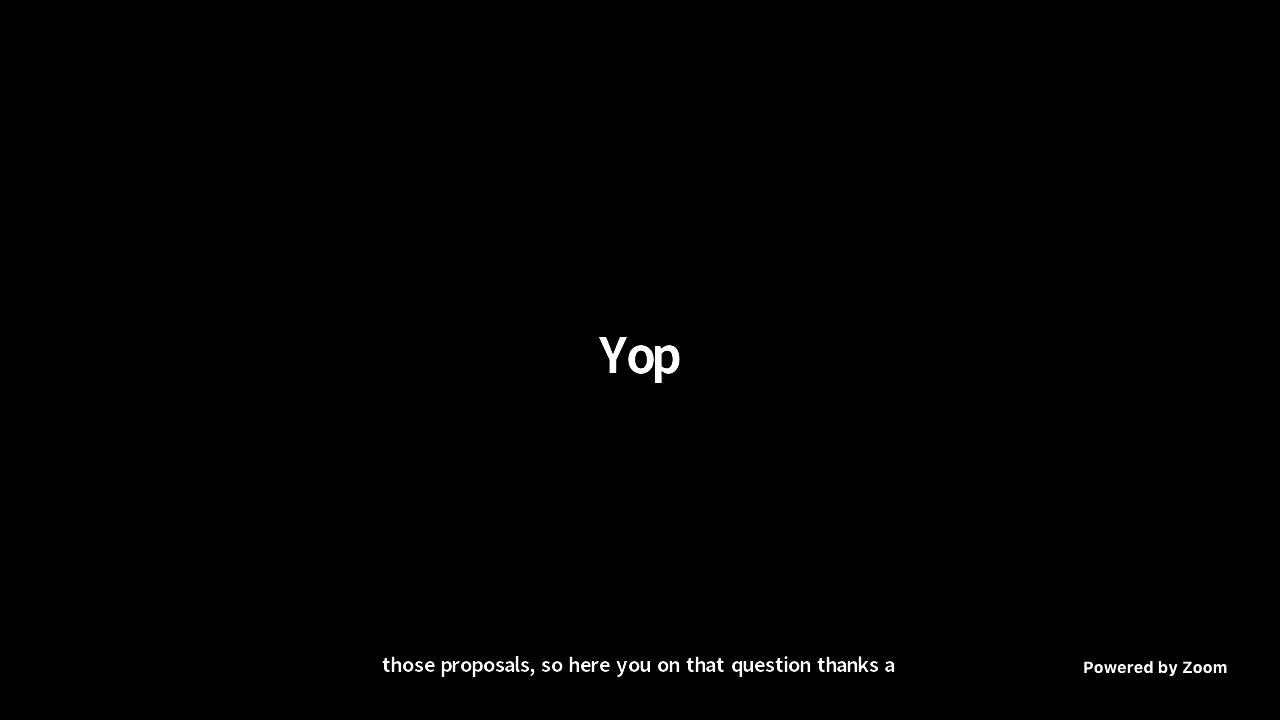 Yop
those proposals, so here you on that question thanks a
Powered by Zoom